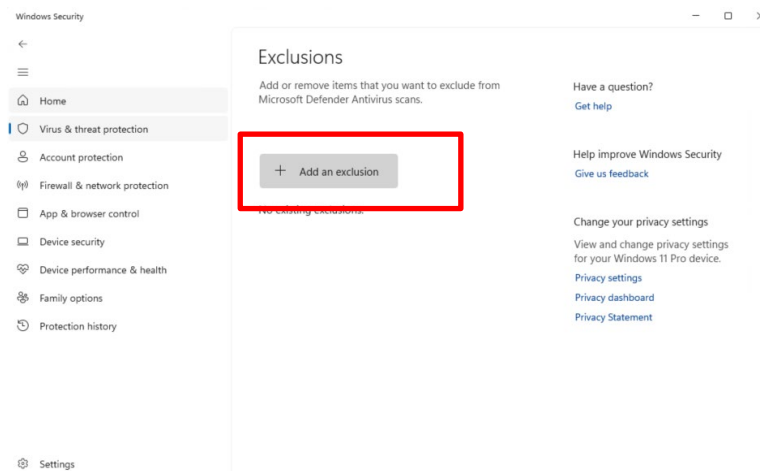 Windows Security
Home
Virus & threat protection
Account protection
Firewall & network protection
App & browser control
Device security
Device performance & health
Family options
Protection history
Settings
Exclusions
Add or remove items that you want to exclude from
Microsoft Defender Antivirus scans.
Add an exclusion
No existing exclusions.
Have a question?
Get help
Help improve Windows Security
Give us feedback
Change your privacy settings
View and change privacy settings
for your Windows 11 Pro device.
Privacy settings
Privacy dashboard
Privacy Statement